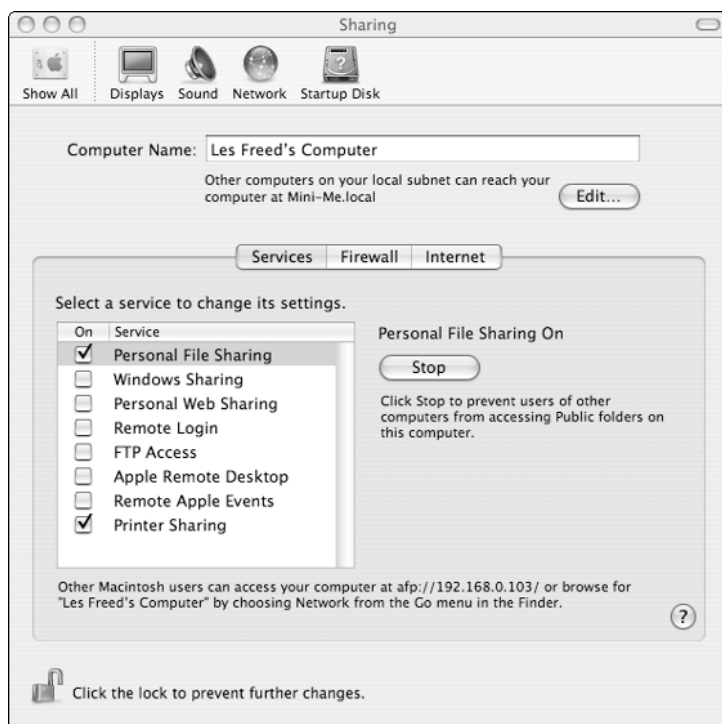 Sharing
Show All
Displays
Sound
Network
Startup Disk
Computer Name: Les Freed's Computer
Other computers on your local subnet can reach your
computer at Mini-Me.local
Edit...
Services
Firewall
Internet
Select a service to change its settings.
On Service
Personal File Sharing
Windows Sharing
Personal Web Sharing
Remote Login
FTP Access
Apple Remote Desktop
Remote Apple Events
Printer Sharing
Personal File Sharing On
Stop
Click Stop to prevent users of other
computers from accessing Public folders on
this computer.
Other Macintosh users can access your computer at afp://192.168.0.103/ or browse for
"Les Freed's Computer" by choosing Network from the Go menu in the Finder.
?
Click the lock to prevent further changes.